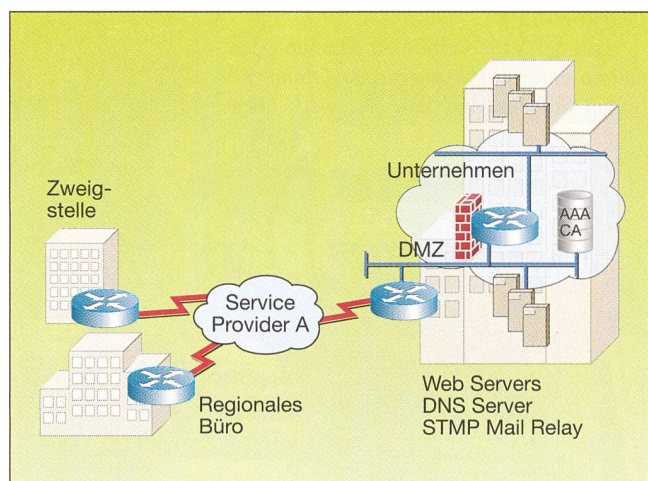 Unternehmen
Zweig-
stelle
AAA
CA
DMZ
Service
Provider A
Regionales
Büro
Web Servers
DNS Server
STMP Mail Relay